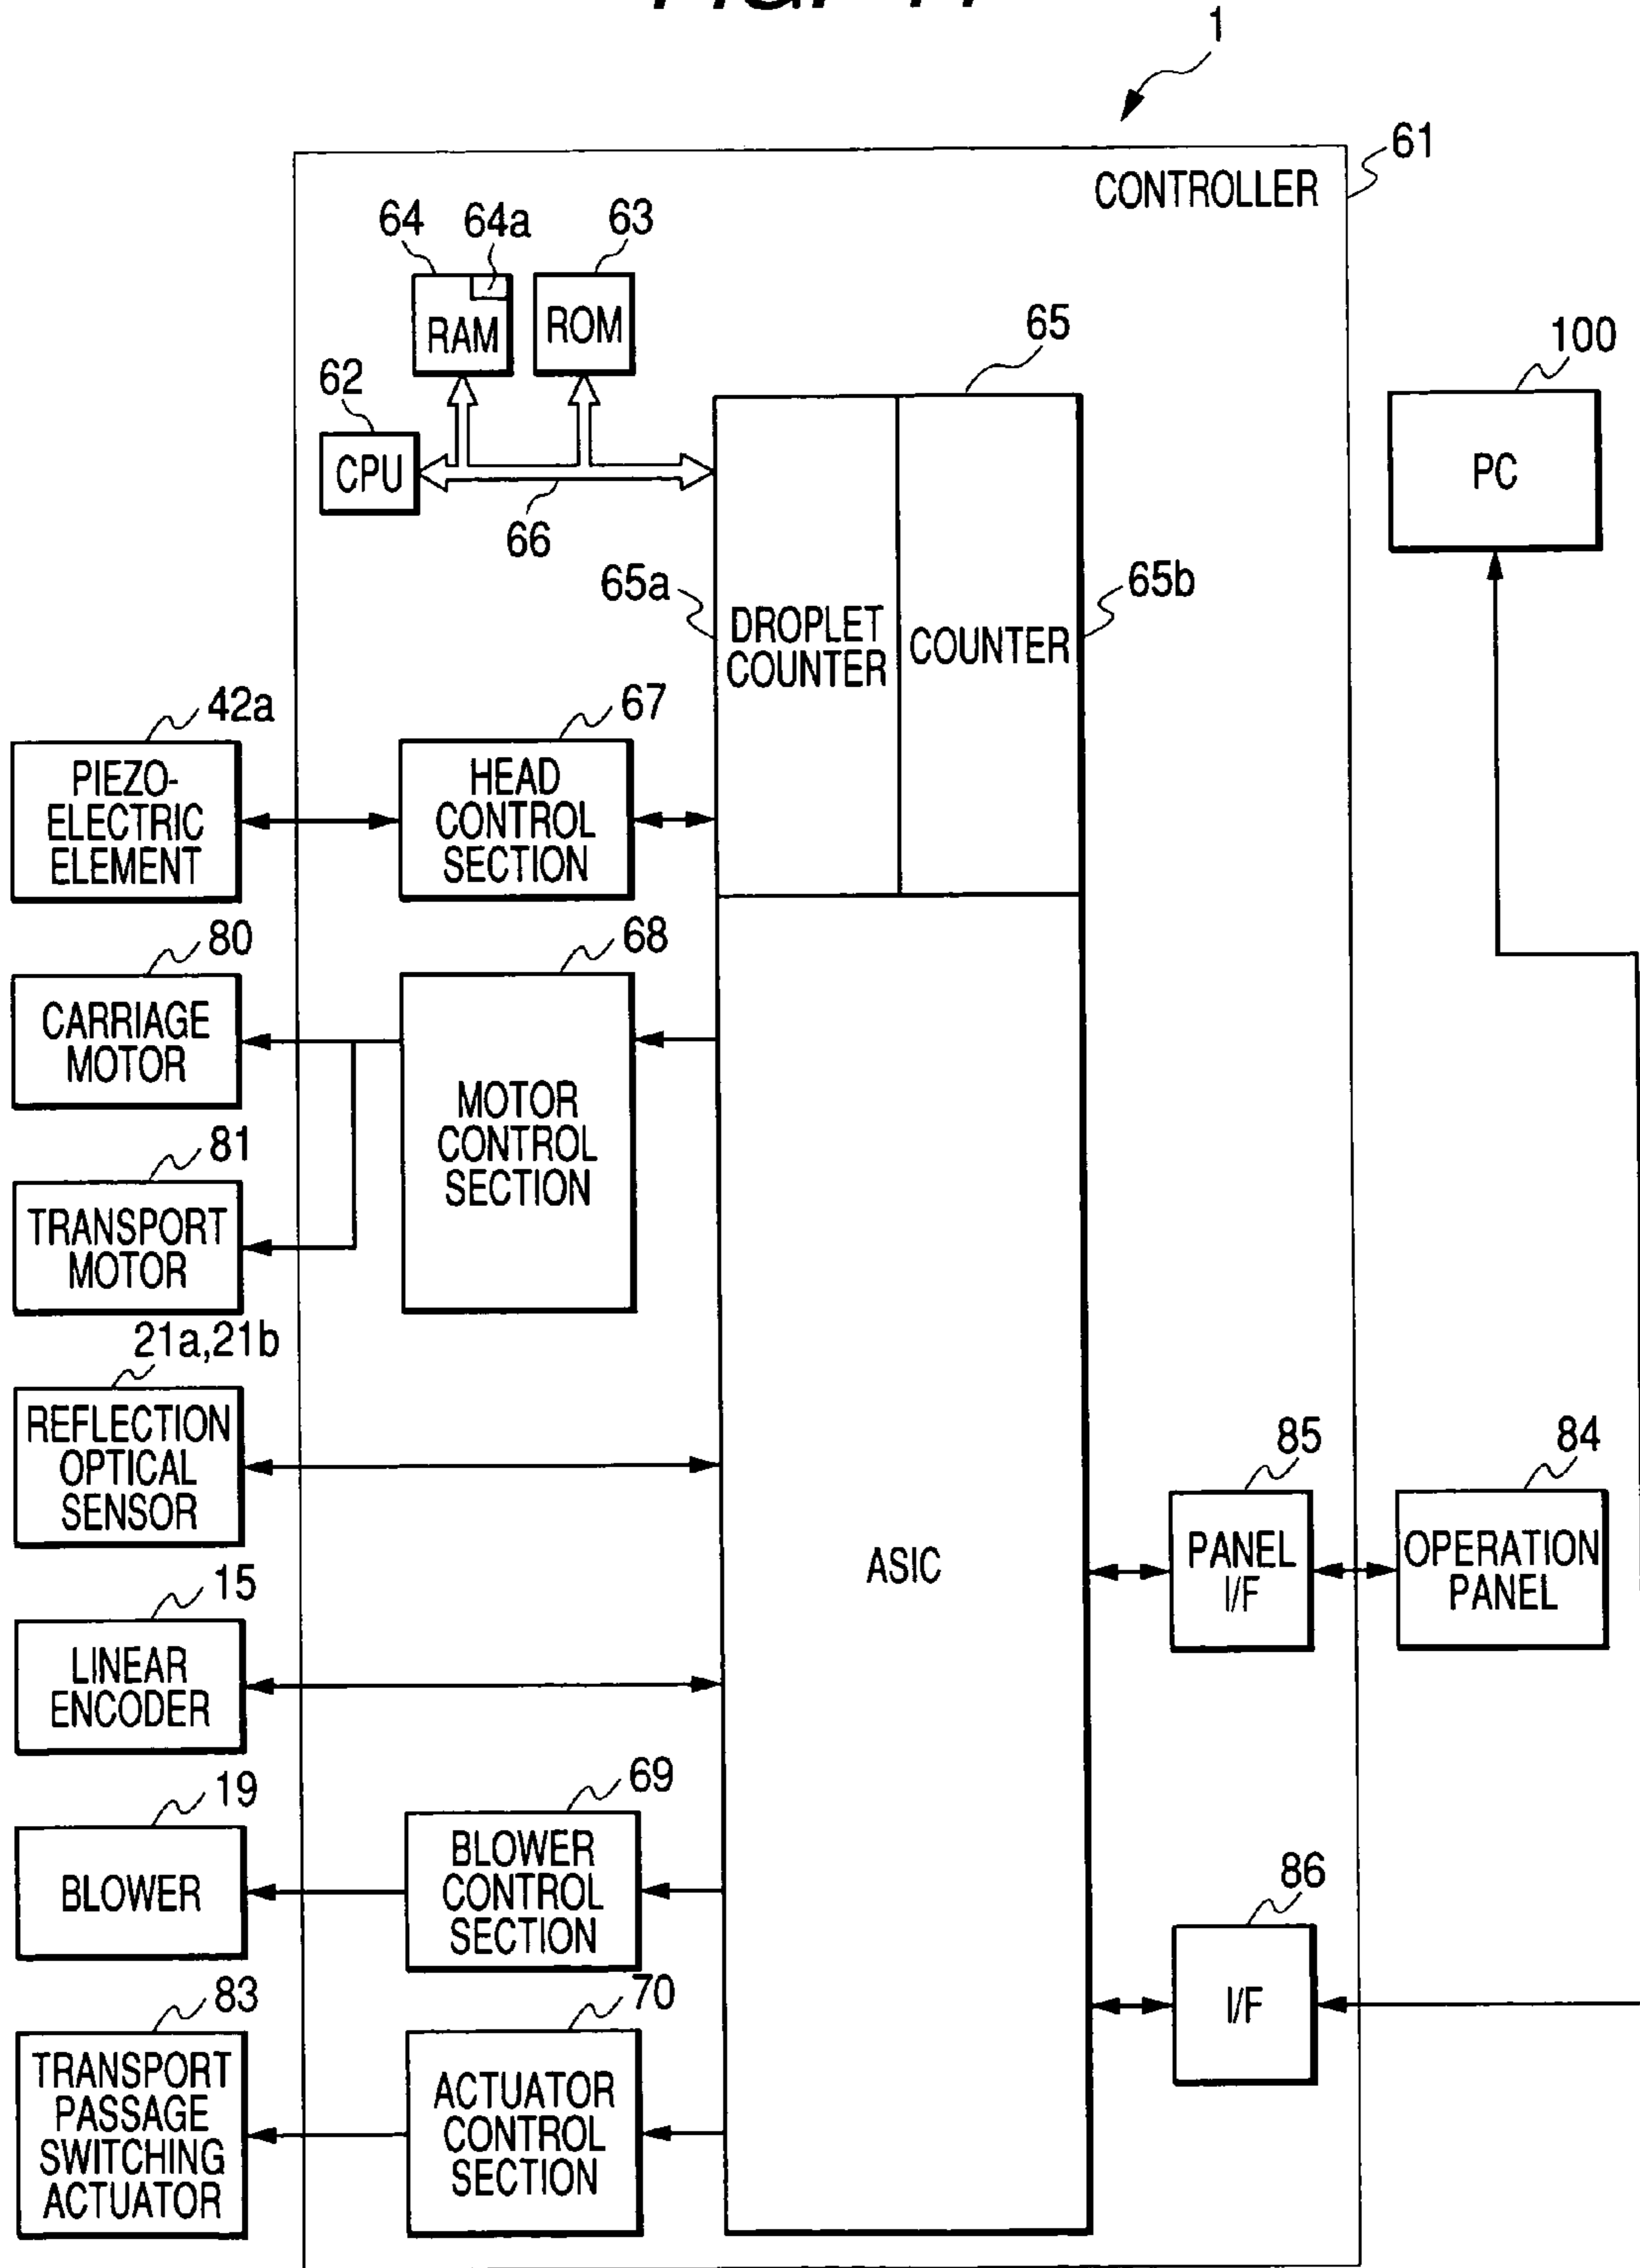 1
61
CONTROLLER
64
64a
63
RAM
ROM
65
100
62
CPU
PC
66
65a
65b
DROPLET
COUNTER
COUNTER
42a
67
PIEZO-
ELECTRIC
ELEMENT
HEAD
CONTROL
SECTION
80
68
CARRIAGE
MOTOR
MOTOR
CONTROL
SECTION
81
TRANSPORT
MOTOR
21a,21b
REFLECTION
OPTICAL
SENSOR
85
84
ASIC
PANEL
I/F
OPERATION
PANEL
15
LINEAR
ENCODER
19
69
BLOWER
BLOWER
CONTROL
SECTION
86
I/F
83
70
TRANSPORT
PASSAGE
SWITCHING
ACTUATOR
ACTUATOR
CONTROL
SECTION